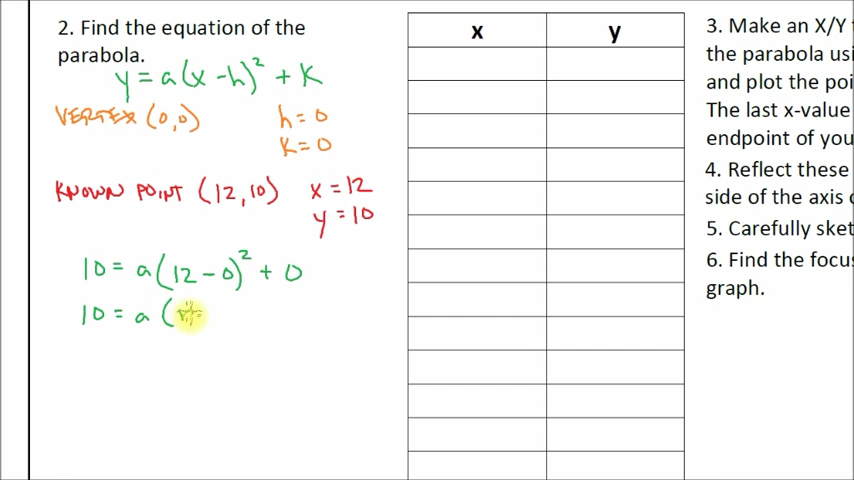 2. Find the equation of the
parabola.
y = a(x - h)² + K
VERTEX (0,0)
h = 0
K = 0
KNOWN POINT (12,10)
x = 12
y = 10
10 = a(12 - 0)² + 0
10 = a (
x y
3. Make an X/Y
the parabola usi
and plot the poi
The last x-value
endpoint of you
4. Reflect these
side of the axis
5. Carefully sket
6. Find the focu
graph.